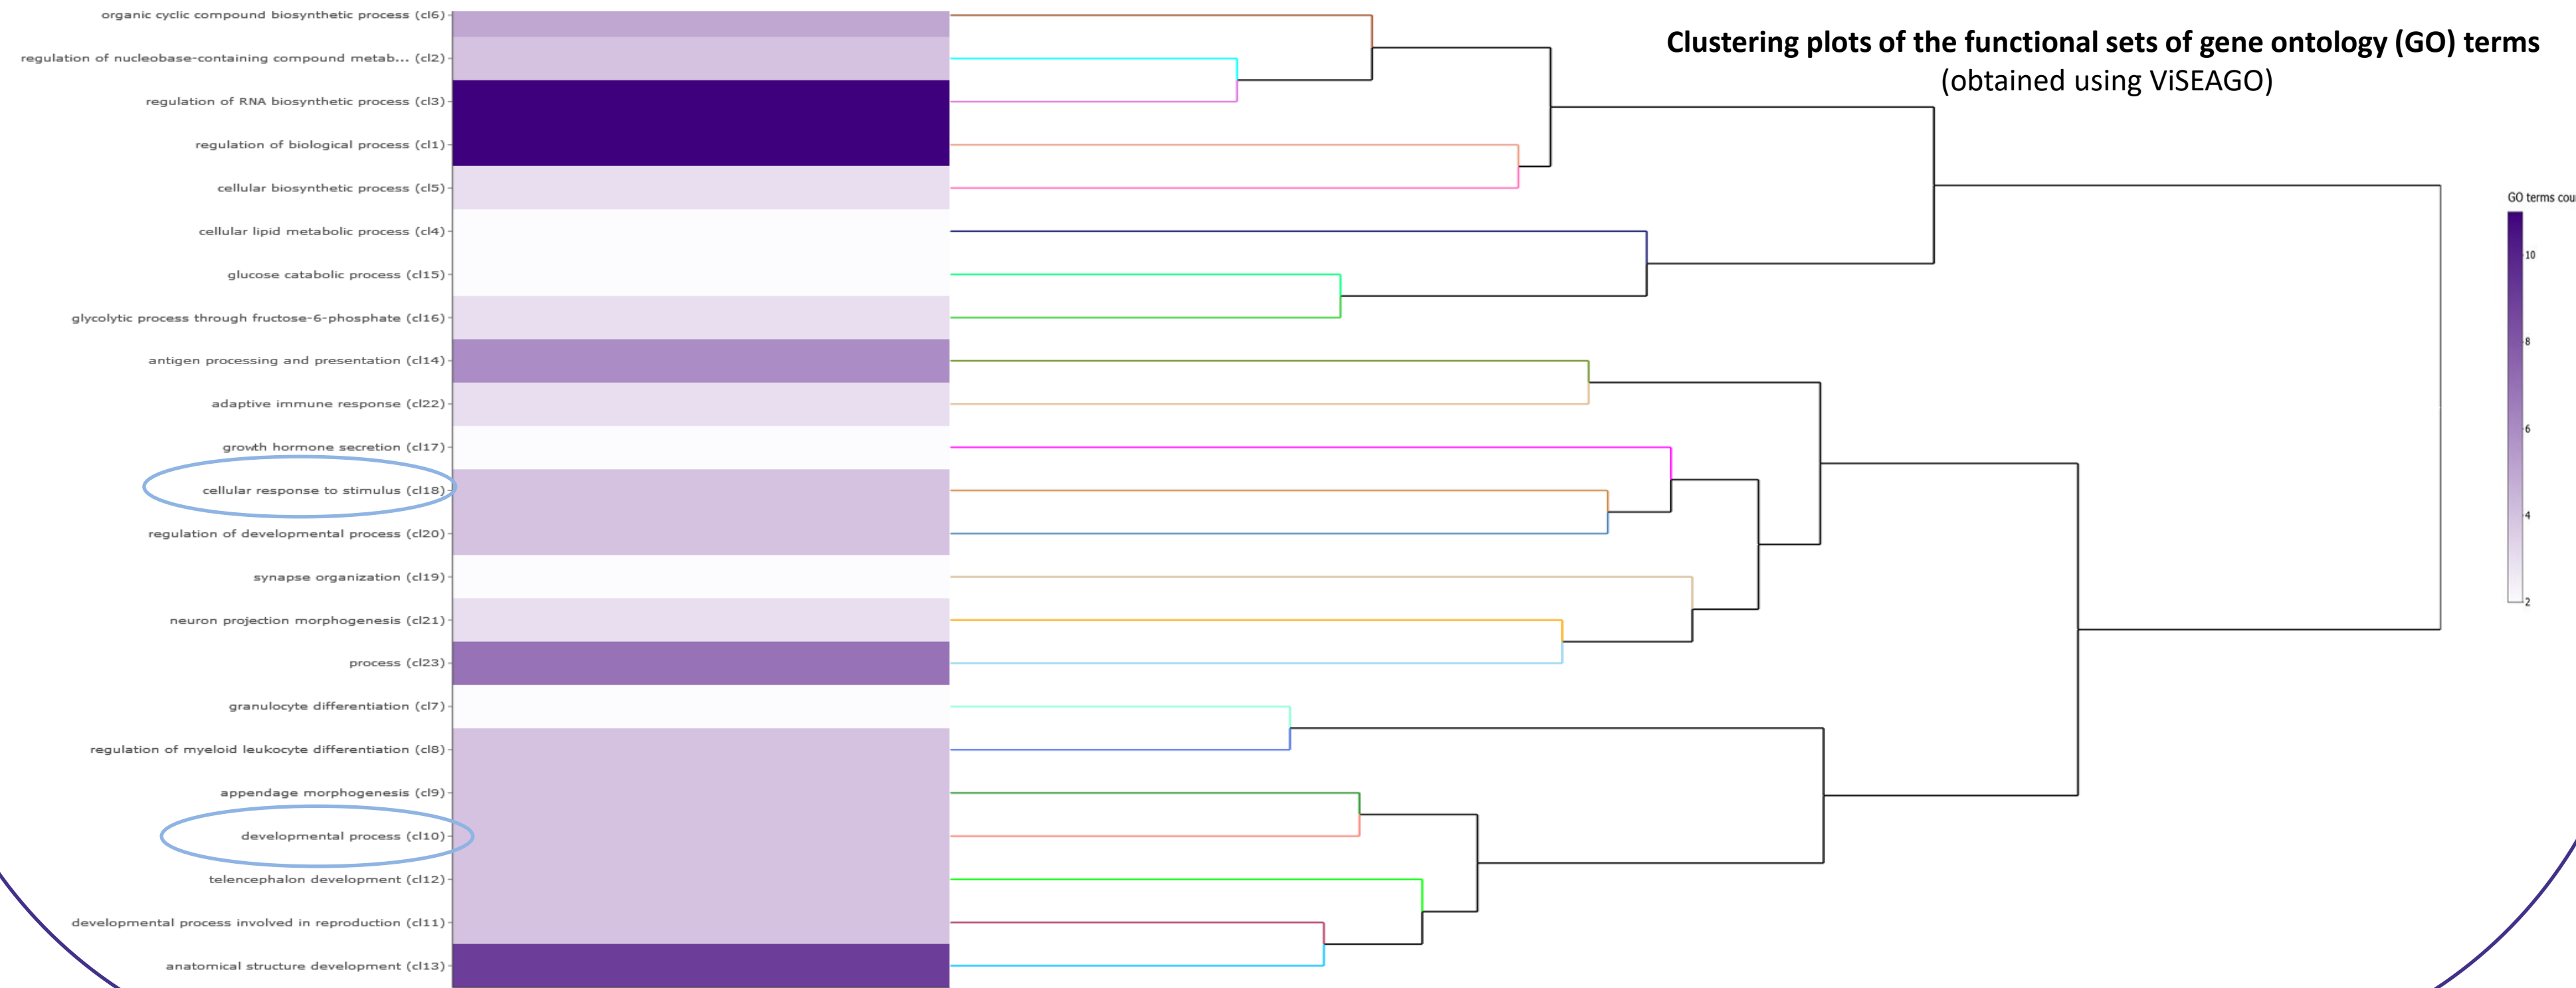 Clustering plots of the functional sets of gene ontology (GO) terms
(obtained using ViSEAGO)
organic cyclic compound biosynthetic process (cl6)
regulation of nucleobase-containing compound metab... (cl2)
regulation of RNA biosynthetic process (cl3)
regulation of biological process (cl1)
cellular biosynthetic process (cl5)
cellular lipid metabolic process (cl4)
glucose catabolic process (cl15)
glycolytic process through fructose-6-phosphate (cl16)
antigen processing and presentation (cl14)
adaptive immune response (cl22)
growth hormone secretion (cl17)
cellular response to stimulus (cl18)
regulation of developmental process (cl20)
synapse organization (cl19)
neuron projection morphogenesis (cl21)
process (cl23)
granulocyte differentiation (cl7)
regulation of myeloid leukocyte differentiation (cl8)
appendage morphogenesis (cl9)
developmental process (cl10)
telencephalon development (cl12)
developmental process involved in reproduction (cl11)
anatomical structure development (cl13)
GO terms cou
10
8
6
4
2